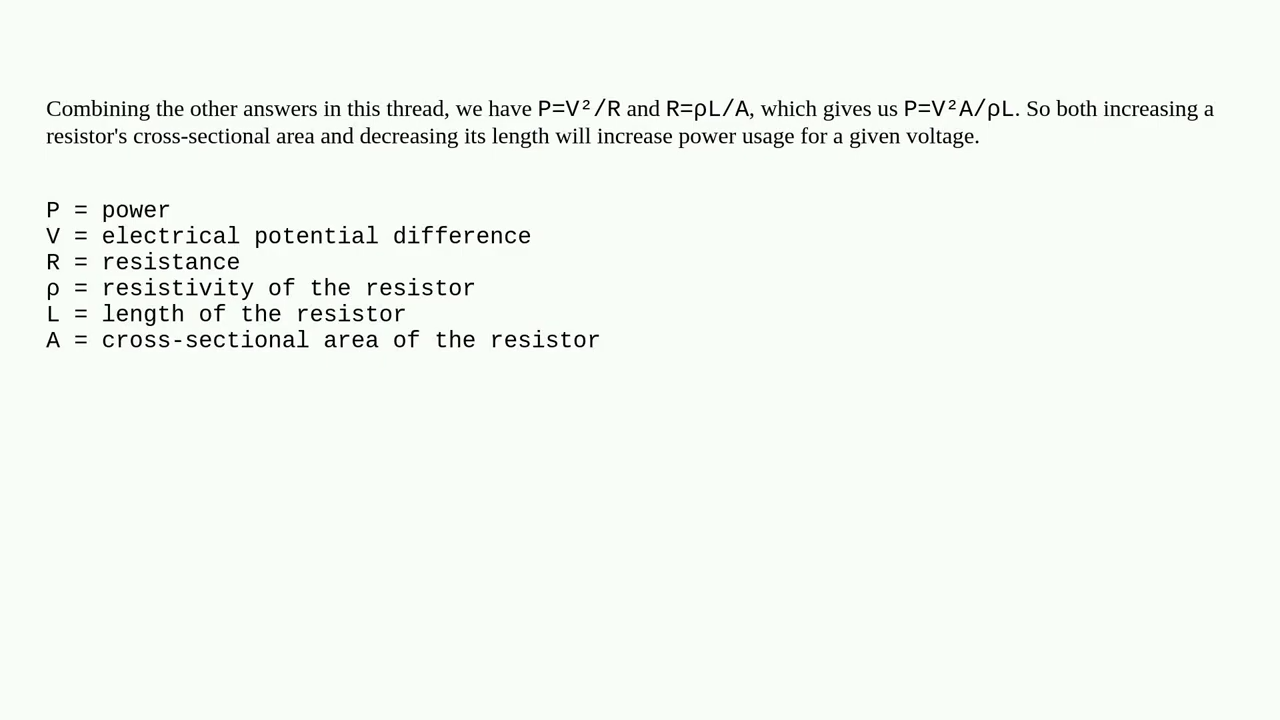 Combining the other answers in this thread, we have P=V²/R and R=ρL/A, which gives us P=V²A/ρL. So both increasing a
resistor's cross-sectional area and decreasing its length will increase power usage for a given voltage.
P = power
V = electrical potential difference
R = resistance
ρ = resistivity of the resistor
L = length of the resistor
A = cross-sectional area of the resistor